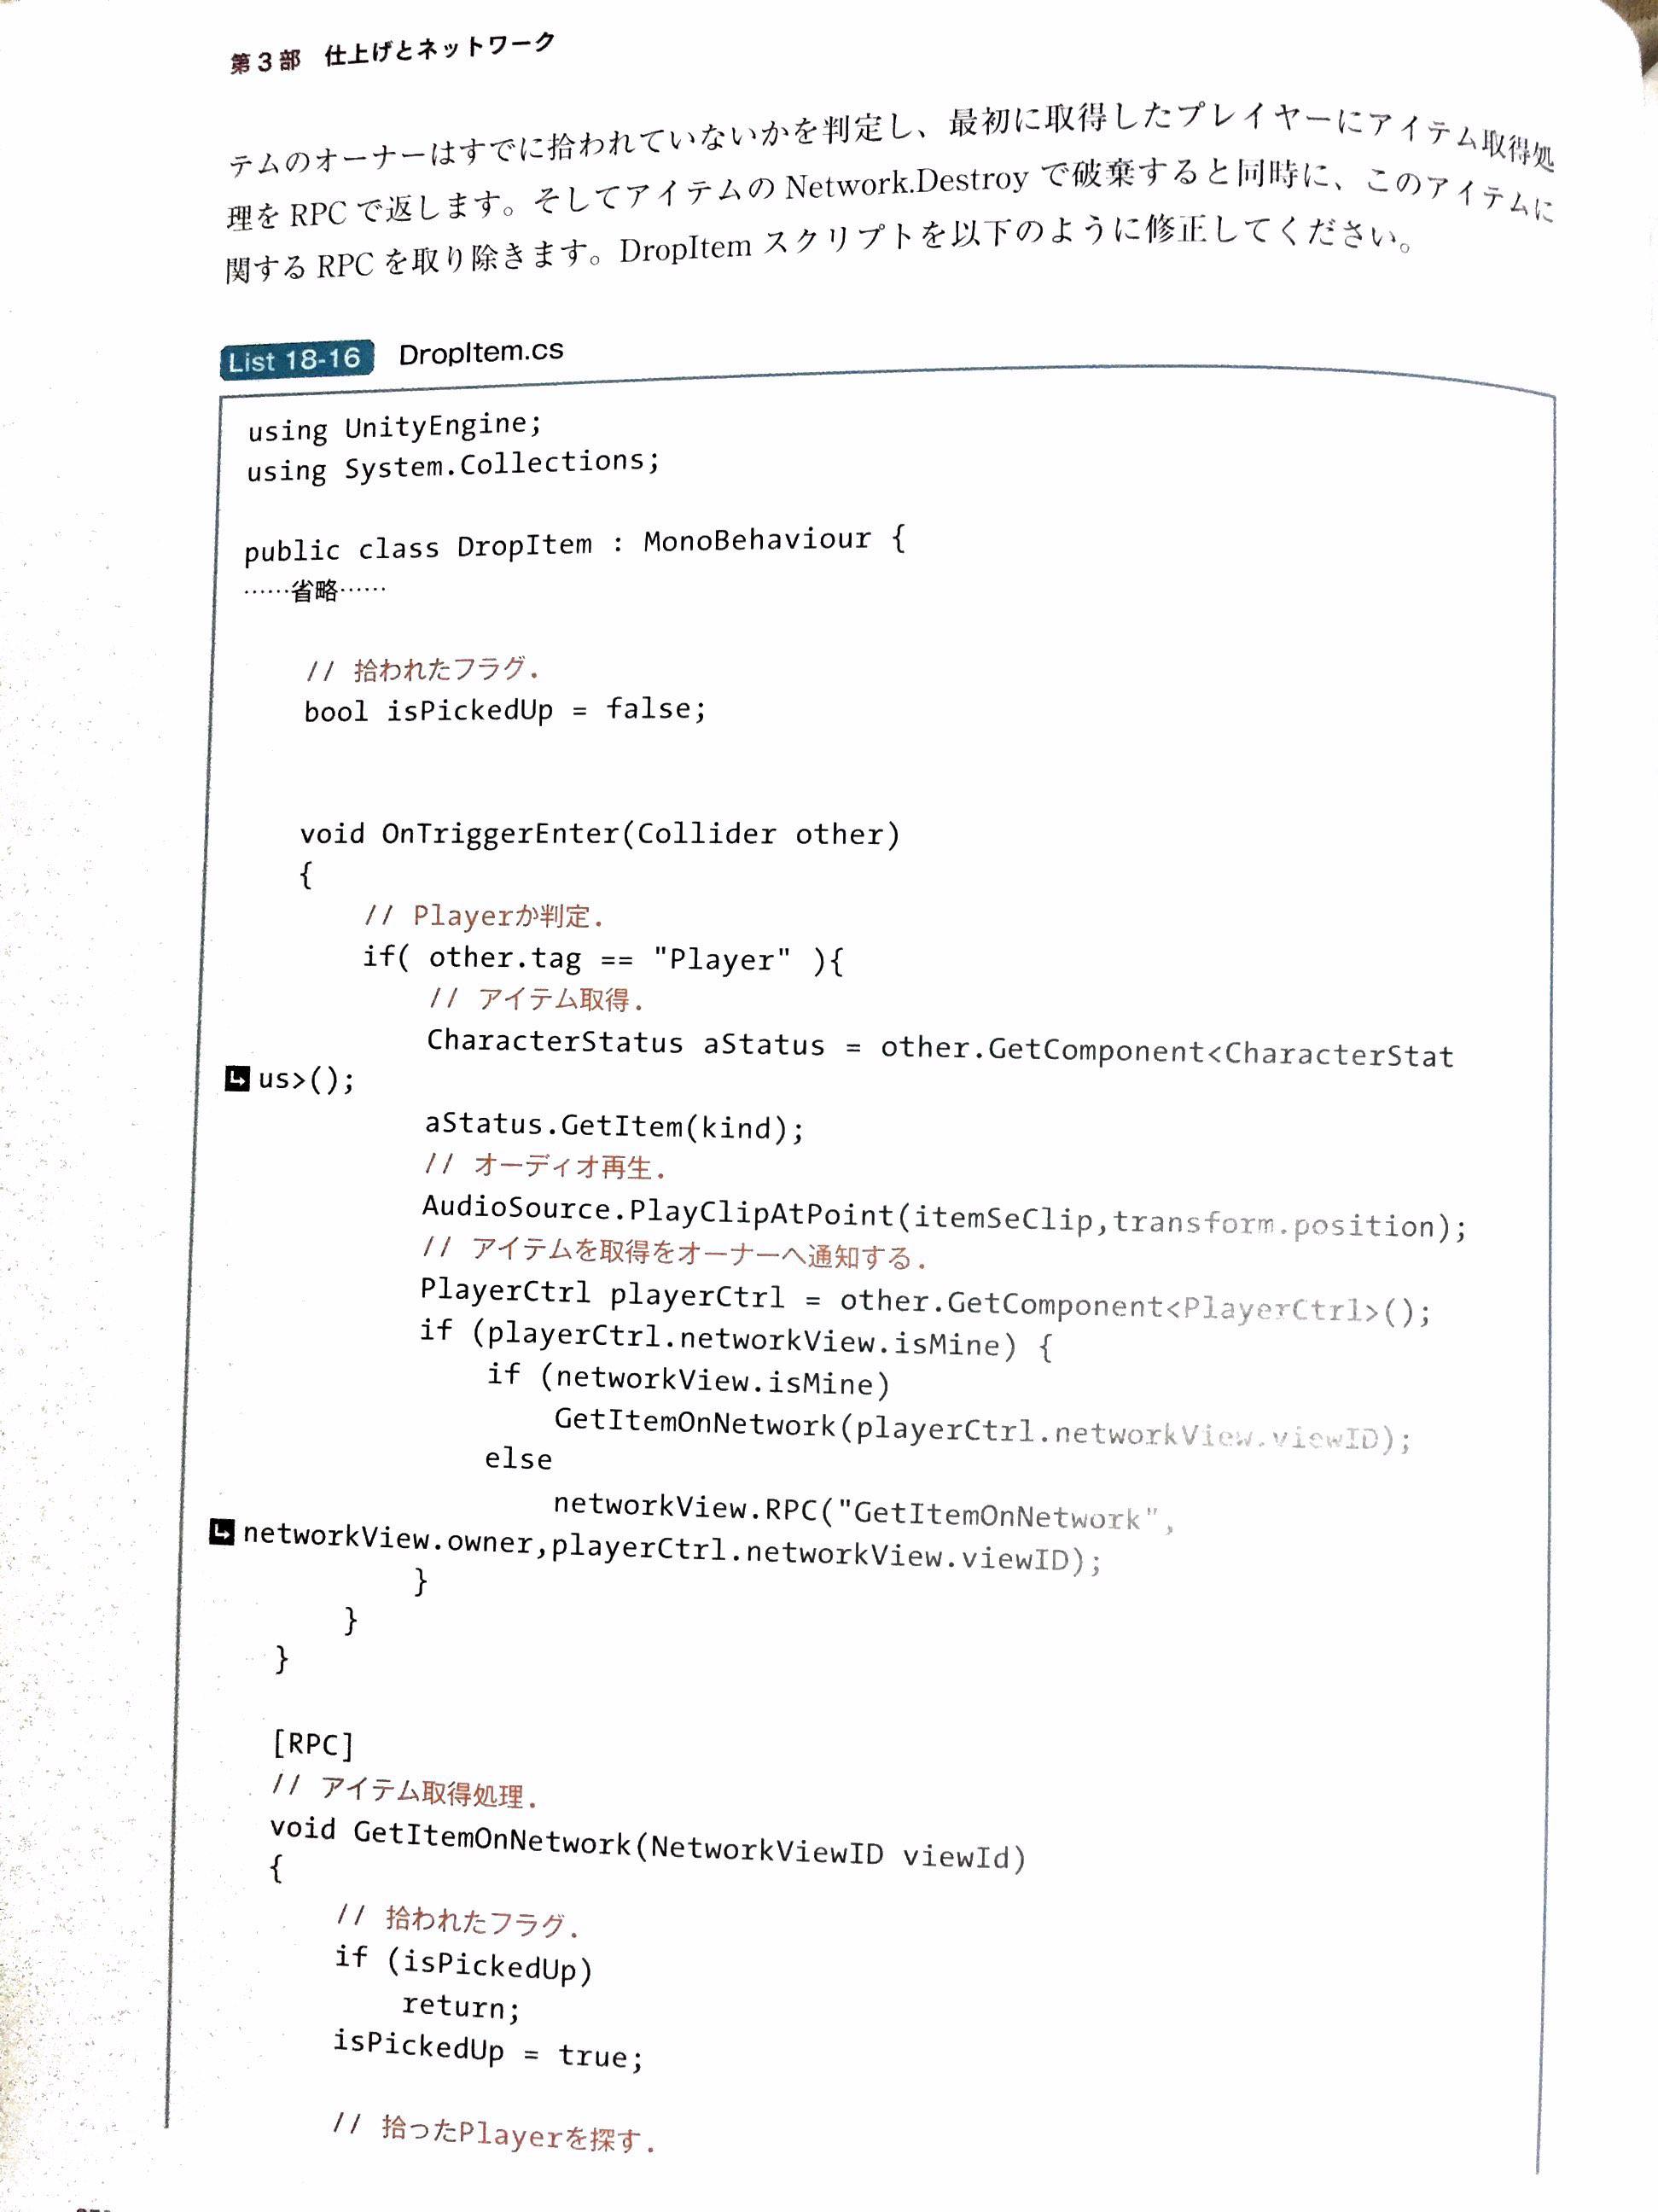 第3部 仕上げとネットワーク
テムのオーナーはすでに拾われていないかを判定し、最初に取得したプレイヤーにアイテム取得処
理を RPC で返します。そしてアイテムの Network.Destroy で破棄すると同時に、このアイテムに
関する RPC を取り除きます。DropItem スクリプトを以下のように修正してください。
List 18-16 DropItem.cs
using UnityEngine;
using System.Collections;
public class DropItem : MonoBehaviour {
……省略……
// 拾われたフラグ.
bool isPickedUp = false;
void OnTriggerEnter(Collider other)
{
// Playerか判定.
if( other.tag == "Player" ){
// アイテム取得.
CharacterStatus aStatus = other.GetComponent<CharacterStat
us>();
aStatus.GetItem(kind);
// オーディオ再生.
AudioSource.PlayClipAtPoint(itemSeClip,transform.position);
// アイテムを取得をオーナーへ通知する.
PlayerCtrl playerCtrl = other.GetComponent<PlayerCtrl>();
if (playerCtrl.networkView.isMine) {
if (networkView.isMine)
GetItemOnNetwork(playerCtrl.networkView.viewID);
else
networkView.RPC("GetItemOnNetwork",
networkView.owner,playerCtrl.networkView.viewID);
}
}
}
[RPC]
// アイテム取得処理.
void GetItemOnNetwork(NetworkViewID viewId)
{
// 拾われたフラグ.
if (isPickedUp)
return;
isPickedUp = true;
// 拾ったPlayerを探す.